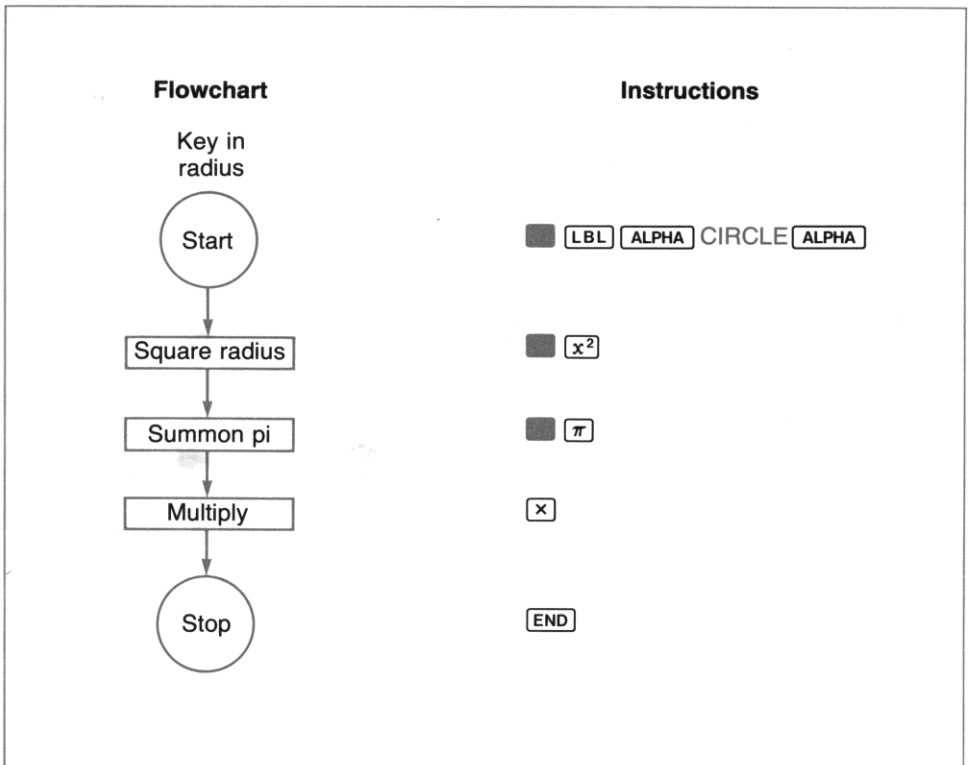 Flowchart
Instructions
Key in
radius
Start
LBL ALPHA CIRCLE ALPHA
Square radius
x²
Summon pi
π
Multiply
×
Stop
END